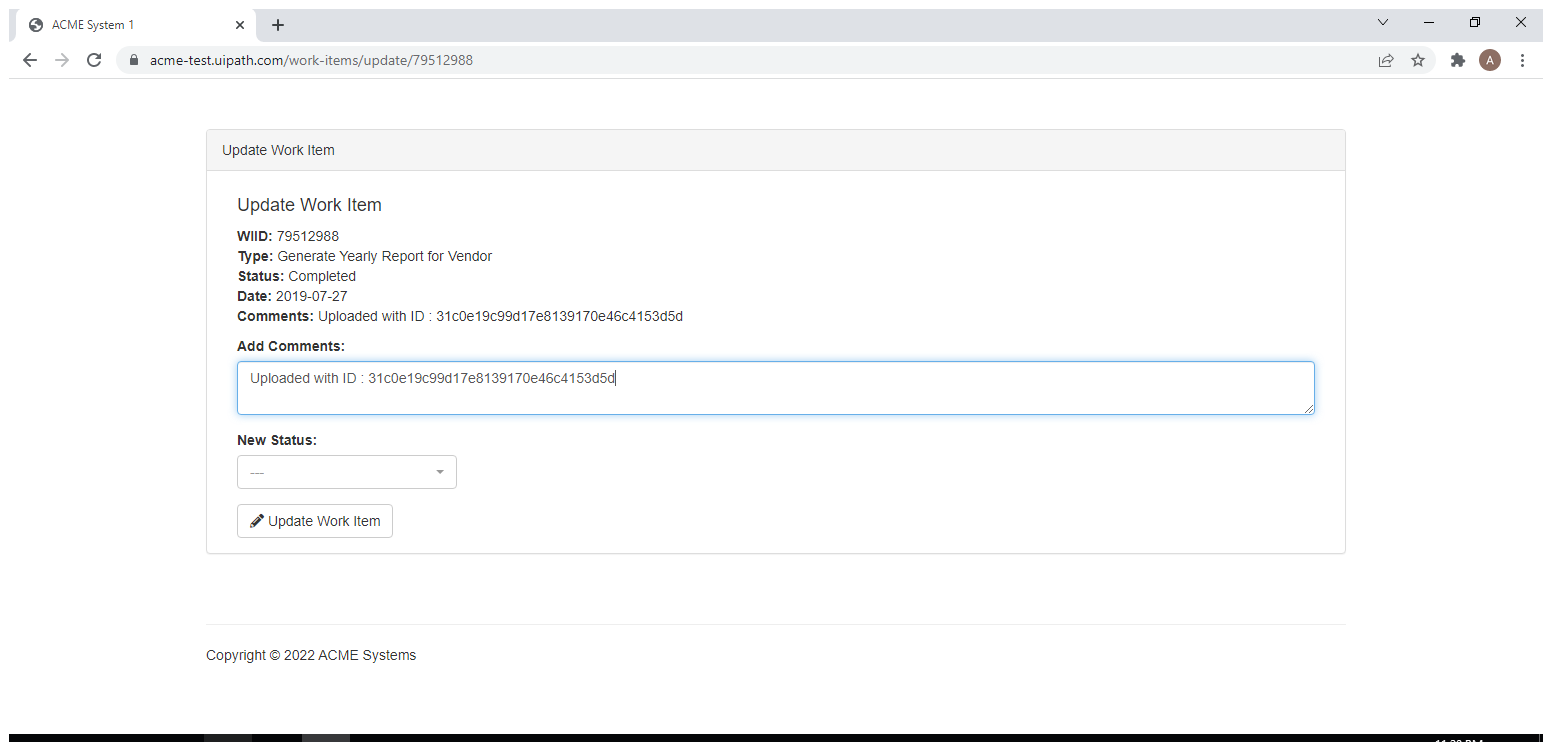 ACME System 1
acme-test.uipath.com/work-items/update/79512988
A
Update Work Item
Update Work Item
WIID: 79512988
Type: Generate Yearly Report for Vendor
Status: Completed
Date: 2019-07-27
Comments: Uploaded with ID : 31c0e19c99d17e8139170e46c4153d5d
Add Comments:
Uploaded with ID : 31c0e19c99d17e8139170e46c4153d5d
New Status:
---
Update Work Item
Copyright © 2022 ACME Systems